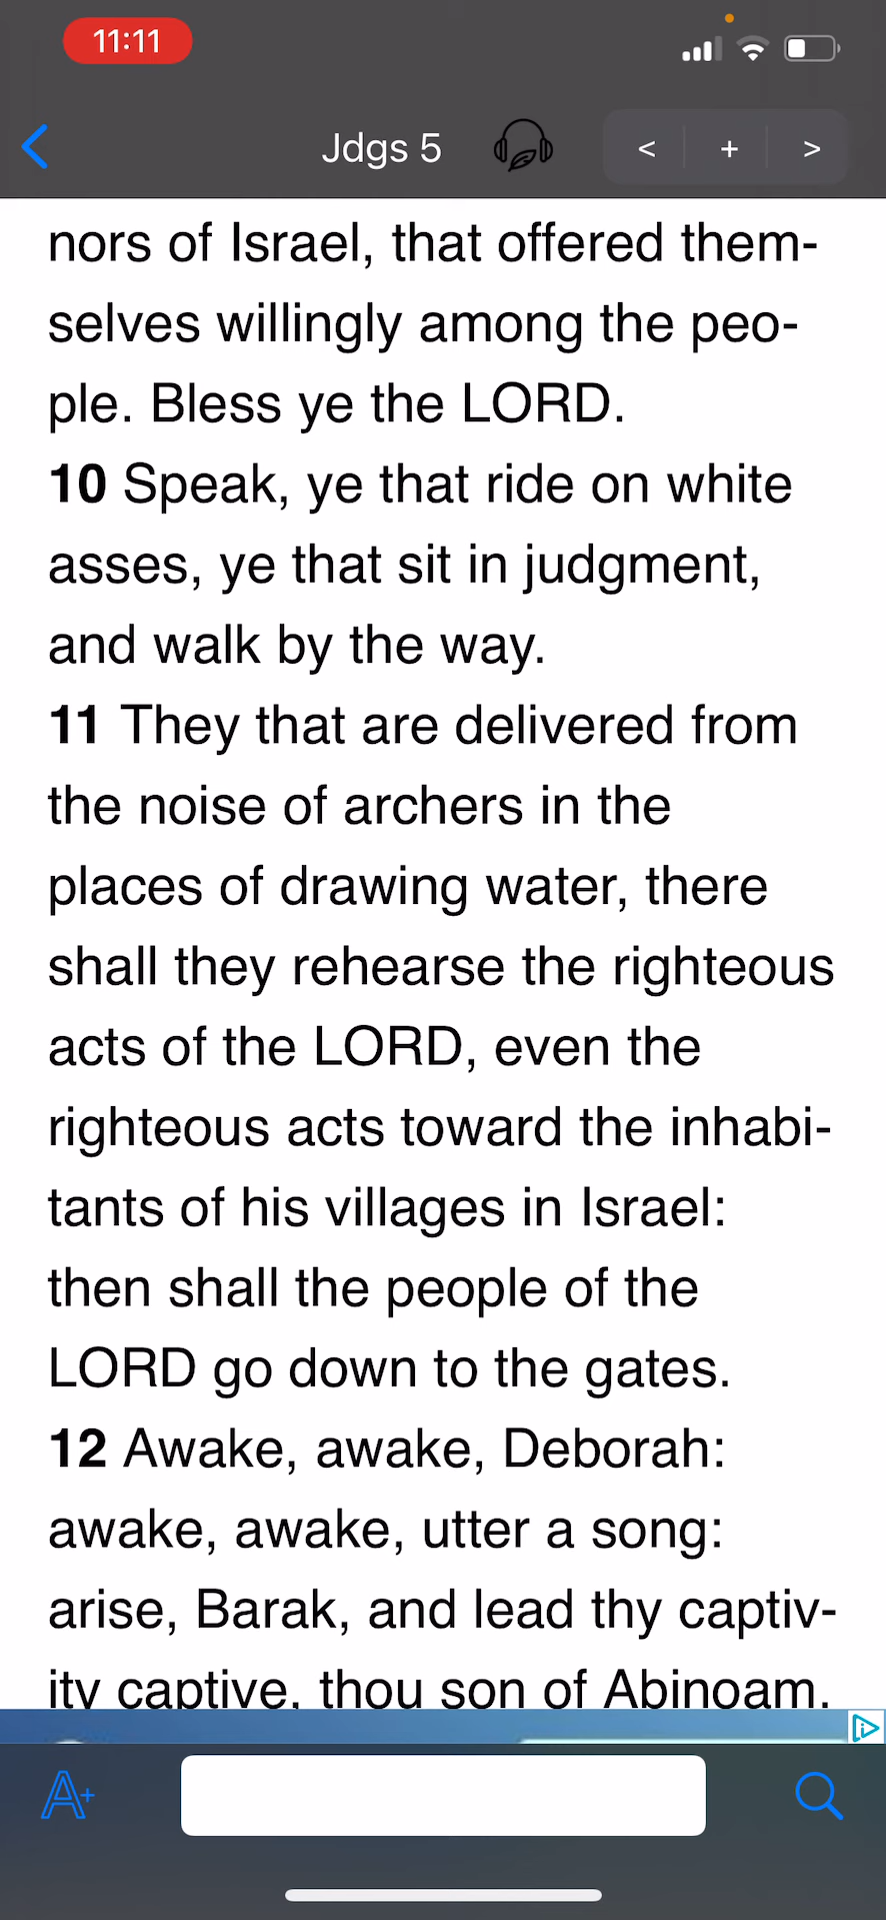 11:11
Jdgs 5
< + >
nors of Israel, that offered them-
selves willingly among the peo-
ple. Bless ye the LORD.
10 Speak, ye that ride on white
asses, ye that sit in judgment,
and walk by the way.
11 They that are delivered from
the noise of archers in the
places of drawing water, there
shall they rehearse the righteous
acts of the LORD, even the
righteous acts toward the inhabi-
tants of his villages in Israel:
then shall the people of the
LORD go down to the gates.
12 Awake, awake, Deborah:
awake, awake, utter a song:
arise, Barak, and lead thy captiv-
ity captive, thou son of Abinoam.
A+